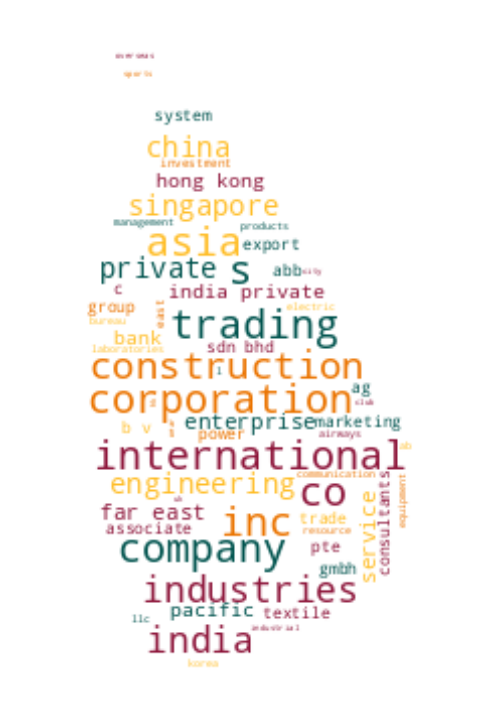 overseas
sports
system
china
investment
hong kong
singapore
management
products
asia
export
private
s
abb
city
c
india private
group
east
electric
bureau
trading
bank
laboratories
sdn bhd
construction
l
corporation
ag
club
enterprise
marketing
b v
power
airways
international
ab
engineering
communication
co
consultants
equipment
service
far east
inc
trade
associate
resource
company
pte
gmbh
industries
pacific
textile
llc
industrial
india
korea